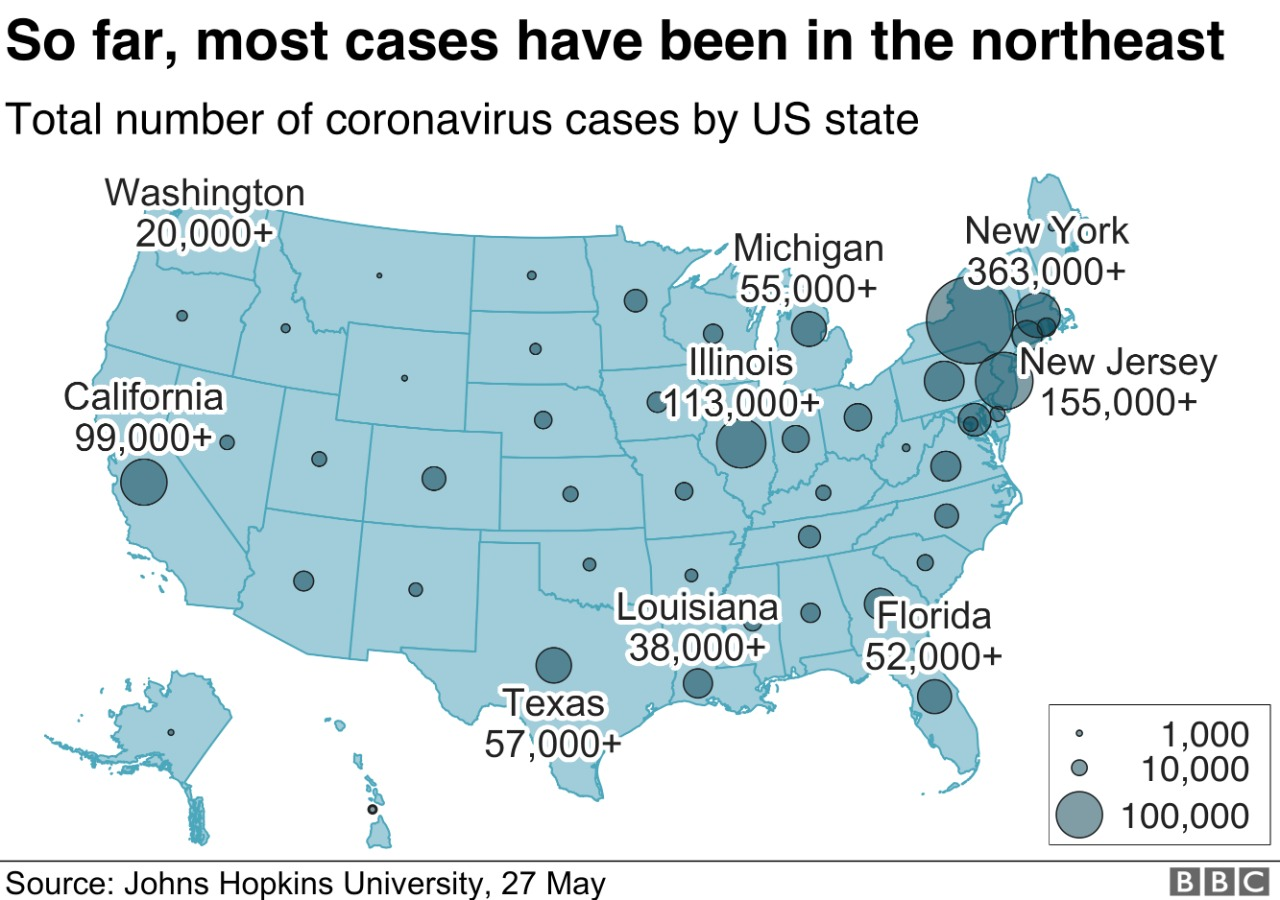 So far, most cases have been in the northeast
Total number of coronavirus cases by US state
Washington
20,000+
Michigan
55,000+
New York
363,000+
California
99,000+
Illinois
113,000+
New Jersey
155,000+
Louisiana
38,000+
Florida
52,000+
Texas
57,000+
1,000
10,000
100,000
Source: Johns Hopkins University, 27 May
BBC